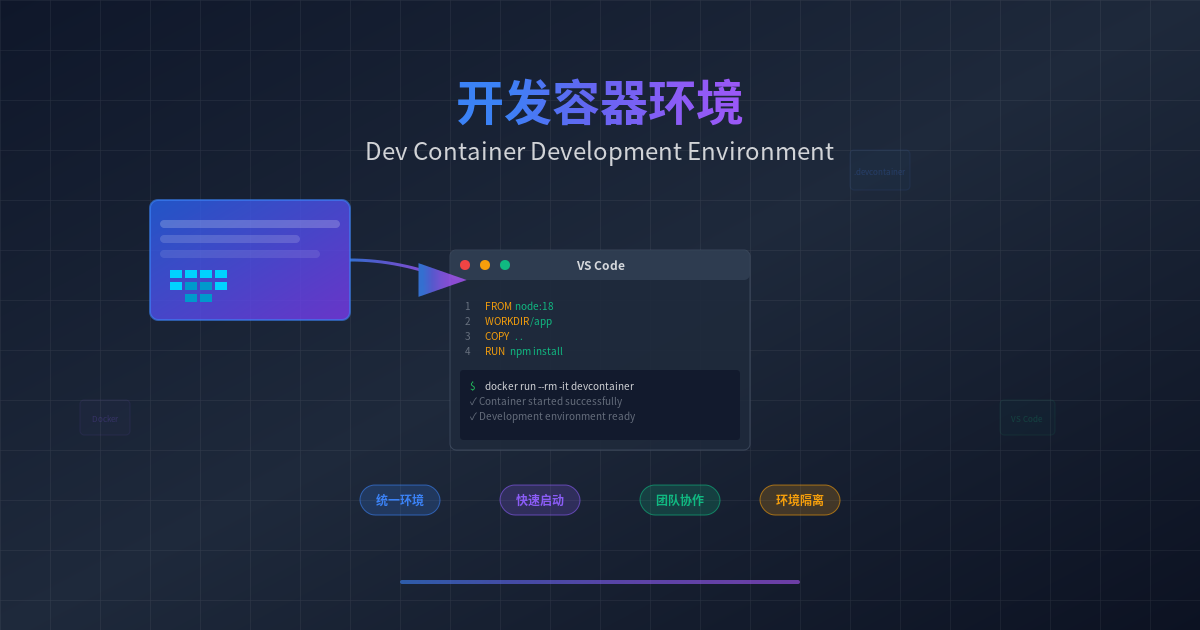 开发容器环境
Dev Container Development Environment
devcontainer
VS Code
1 FROM node:18
2 WORKDIR /app
3 COPY . .
4 RUN npm install
$ docker run --rm -it devcontainer
✓ Container started successfully
✓ Development environment ready
Docker
VS Code
统一环境
快速启动
团队协作
环境隔离